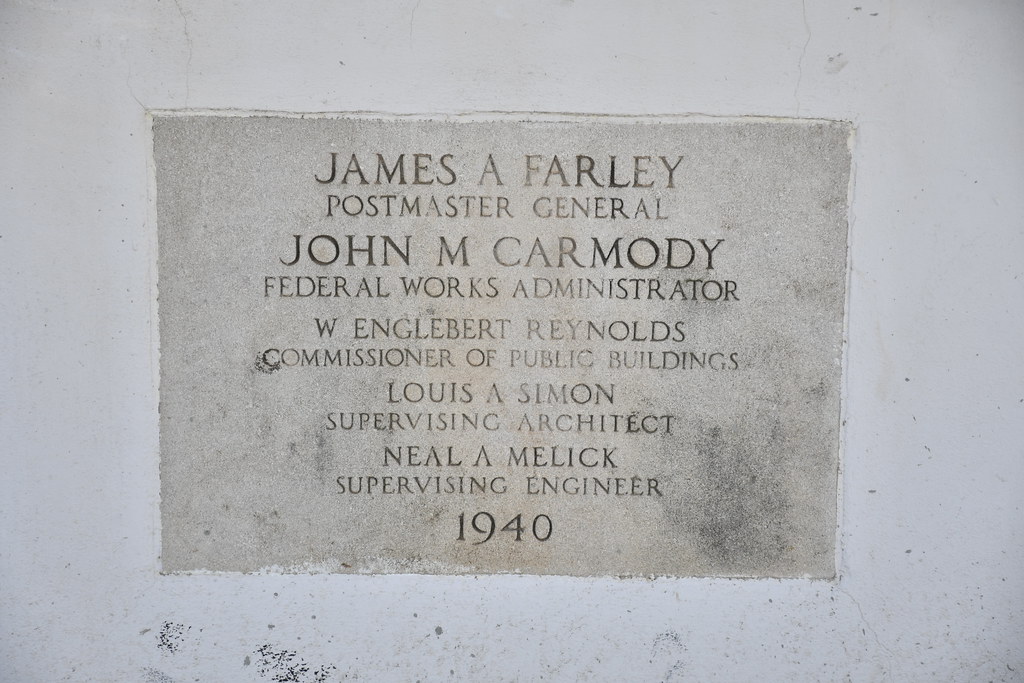 JAMES A FARLEY
POSTMASTER GENERAL
JOHN M CARMODY
FEDERAL WORKS ADMINISTRATOR
W ENGLEBERT REYNOLDS
COMMISSIONER OF PUBLIC BUILDINGS
LOUIS A SIMON
SUPERVISING ARCHITECT
NEAL A MELICK
SUPERVISING ENGINEER
1940